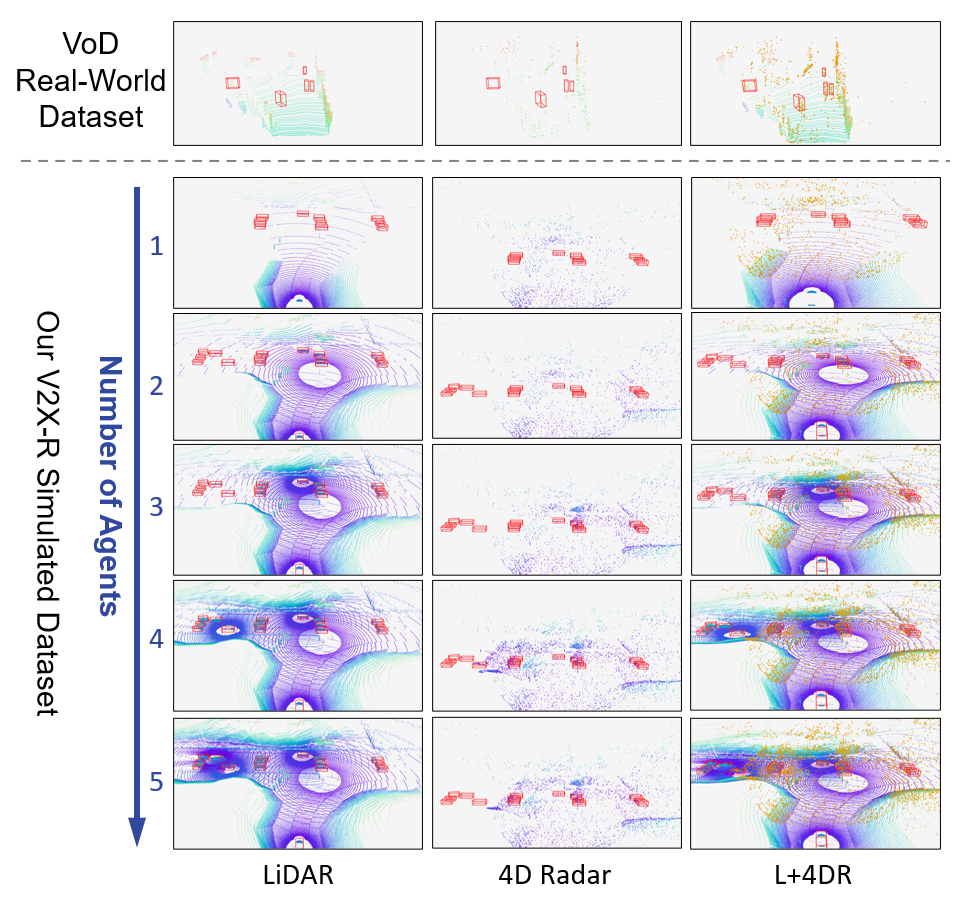 VoD
Real-World
Dataset
Our V2X-R Simulated Dataset
Number of Agents
1
2
3
4
5
LiDAR
4D Radar
L+4DR